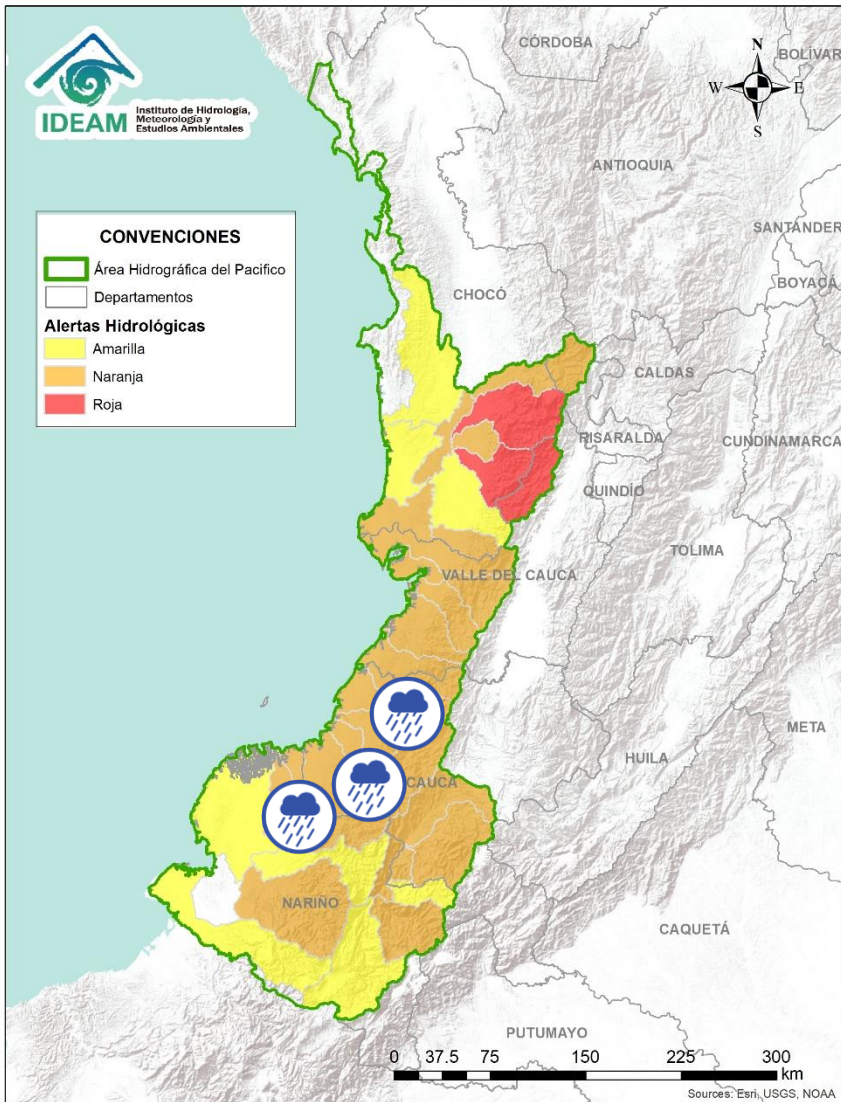 IDEAM
Instituto de Hidrología,
Meteorología y
Estudios Ambientales
CÓRDOBA
BOLÍVAR
N
W
E
S
ANTIOQUIA
SANTANDER
BOYACÁ
CHOCÓ
CONVENCIONES
Área Hidrográfica del Pacifico
Departamentos
Alertas Hidrológicas
Amarilla
Naranja
Roja
CALDAS
RISARALDA
CUNDINAMARCA
QUINDÍO
TOLIMA
VALLE DEL CAUCA
META
HUILA
CAUCA
NARIÑO
CAQUETÁ
PUTUMAYO
0 37.5 75 150 225 300
km
Sources: Esri, USGS, NOAA